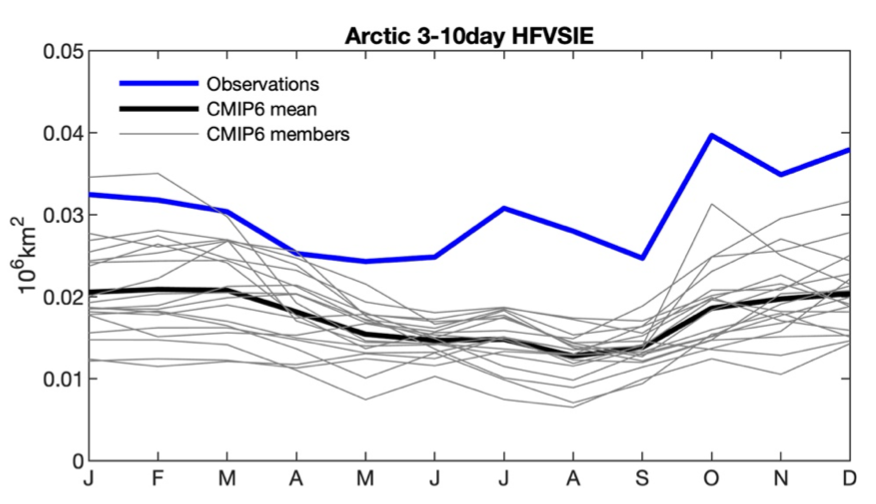 Arctic 3-10day HFVSIE
0.05
Observations
CMIP6 mean
0.04
CMIP6 members
0.03
10⁶km²
0.02
0.01
0
J F M A M J J A S O N D